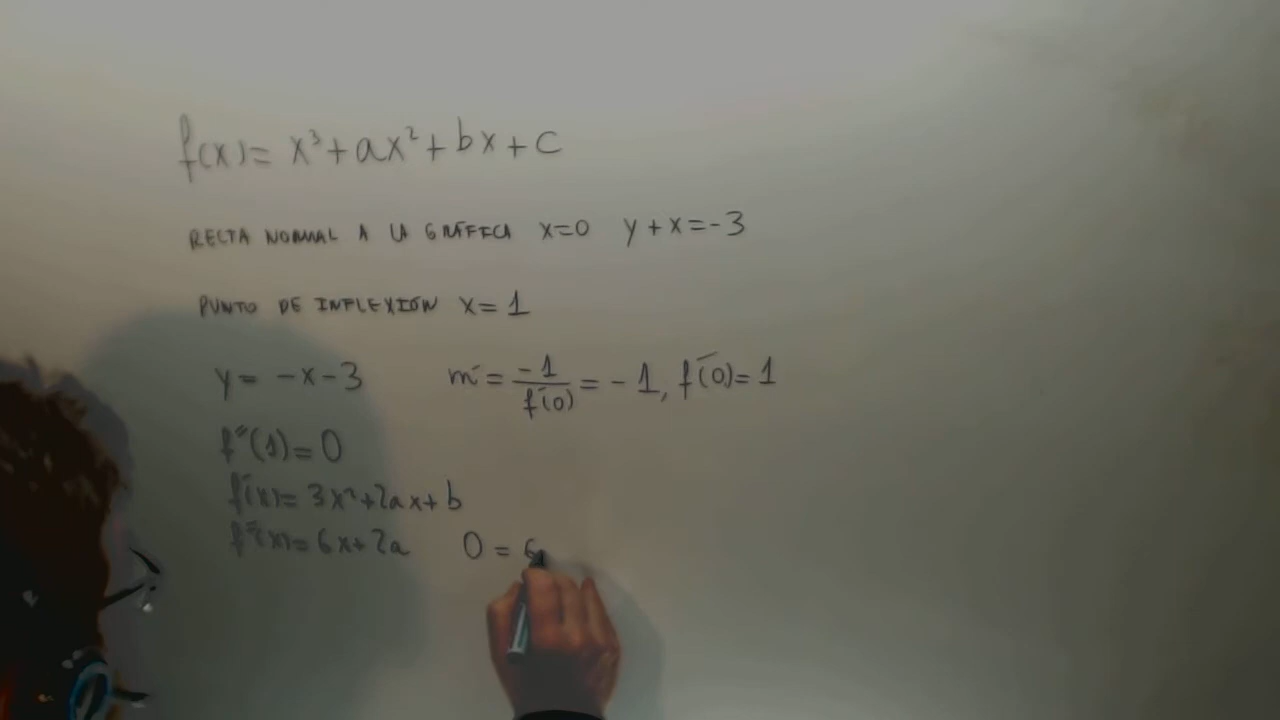 f(x)= x³+ax²+bx+c
RECTA NORMAL A LA GRÁFICA x=0 y+x=-3
PUNTO DE INFLEXIÓN x=1
y= -x-3 m´= -1/f´(0) = -1, f´(0)=1
f´´(1)=0
f´(x)= 3x²+2ax+b
f´´(x)= 6x+2a 0=6